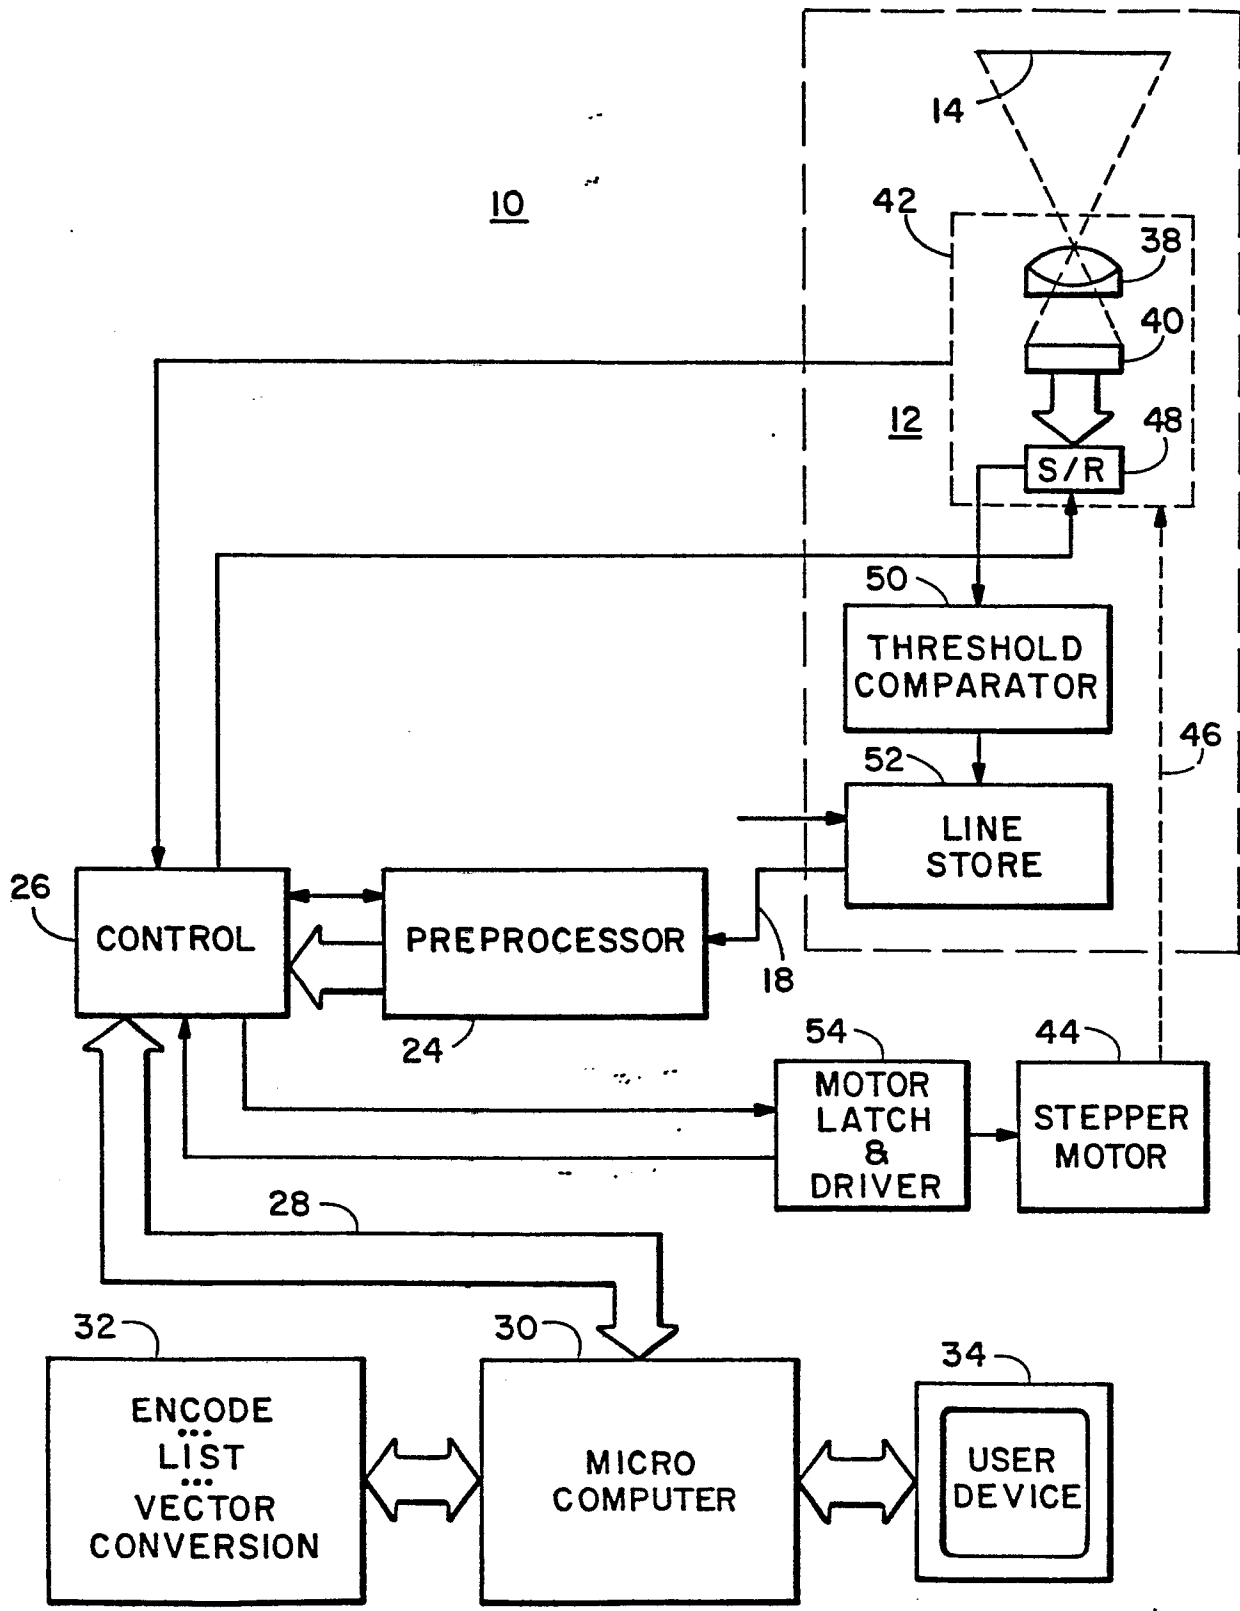 14
10
42
38
40
12
48
S/R
50
THRESHOLD
COMPARATOR
46
52
LINE
STORE
26
CONTROL
PREPROCESSOR
18
24
54
44
MOTOR
LATCH
&
DRIVER
STEPPER
MOTOR
28
32
30
34
ENCODE
...
LIST
...
VECTOR
CONVERSION
MICRO
COMPUTER
USER
DEVICE